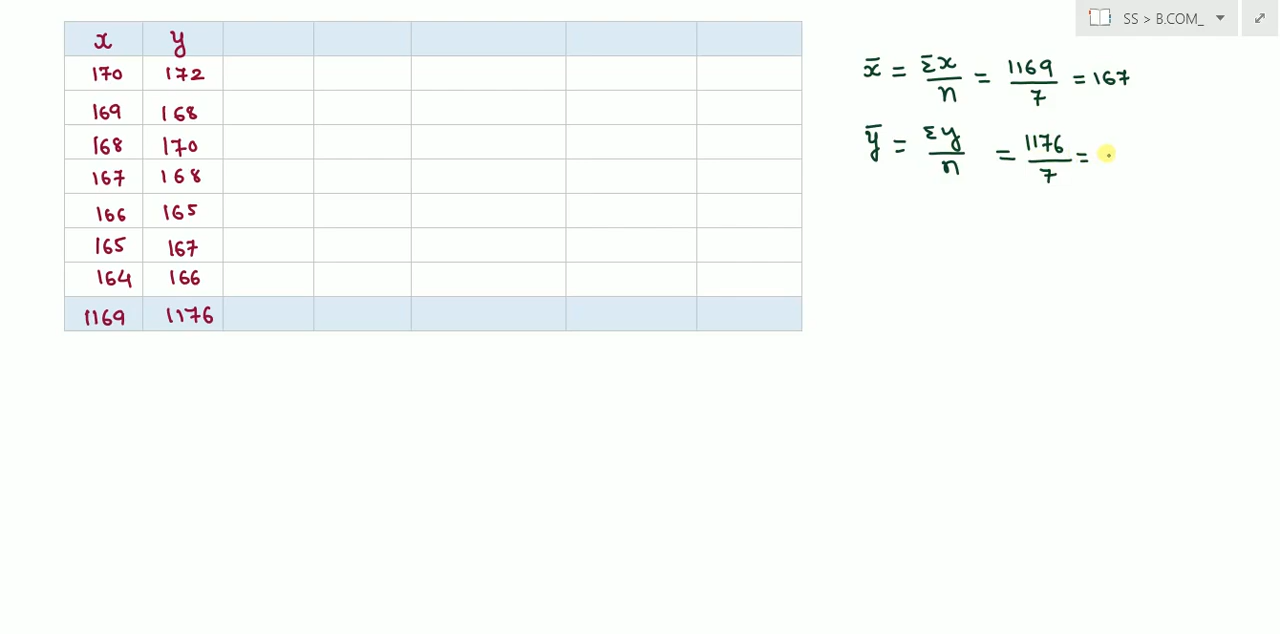 SS > B.COM_
x y
170 172
169 168
168 170
167 168
166 165
165 167
164 166
1169 1176
x̄ = Σx/n = 1169/7 = 167
ȳ = Σy/n = 1176/7 =